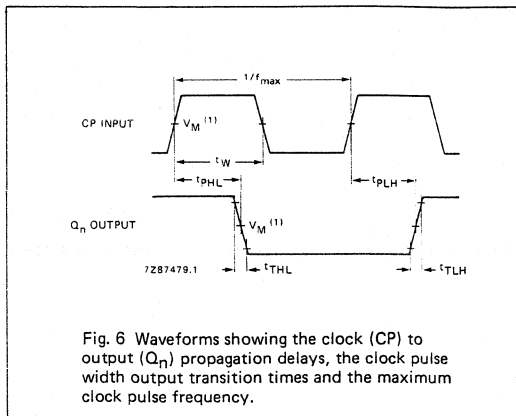 1/fmax
CP INPUT
VM (1)
tW
tPHL
tPLH
Qn OUTPUT
VM (1)
7Z87479.1
tTHL
tTLH
Fig. 6 Waveforms showing the clock (CP) to
output (Qn) propagation delays, the clock pulse
width output transition times and the maximum
clock pulse frequency.